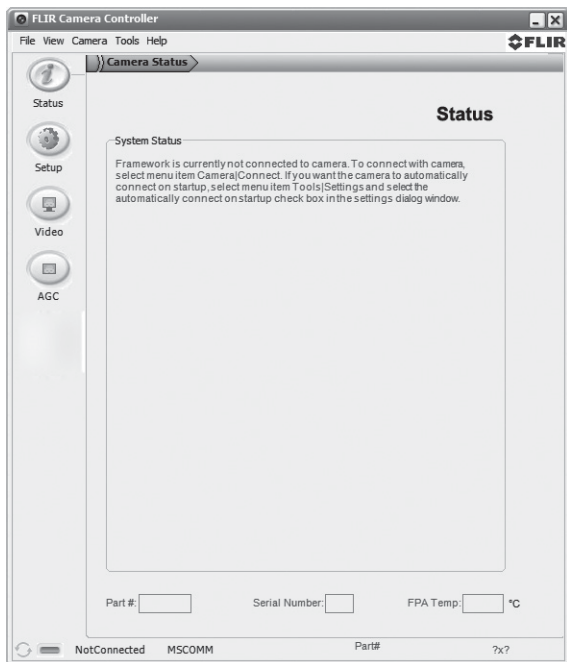 FLIR Camera Controller
File View Camera Tools Help
FLIR
Camera Status
Status
Setup
Video
AGC
Status
System Status
Framework is currently not connected to camera. To connect with camera,
select menu item Camera|Connect. If you want the camera to automatically
connect on startup, select menu item Tools|Settings and select the
automatically connect on startup check box in the settings dialog window.
Part #:
Serial Number:
FPA Temp:
°C
NotConnected MSCOMM Part# ?x?